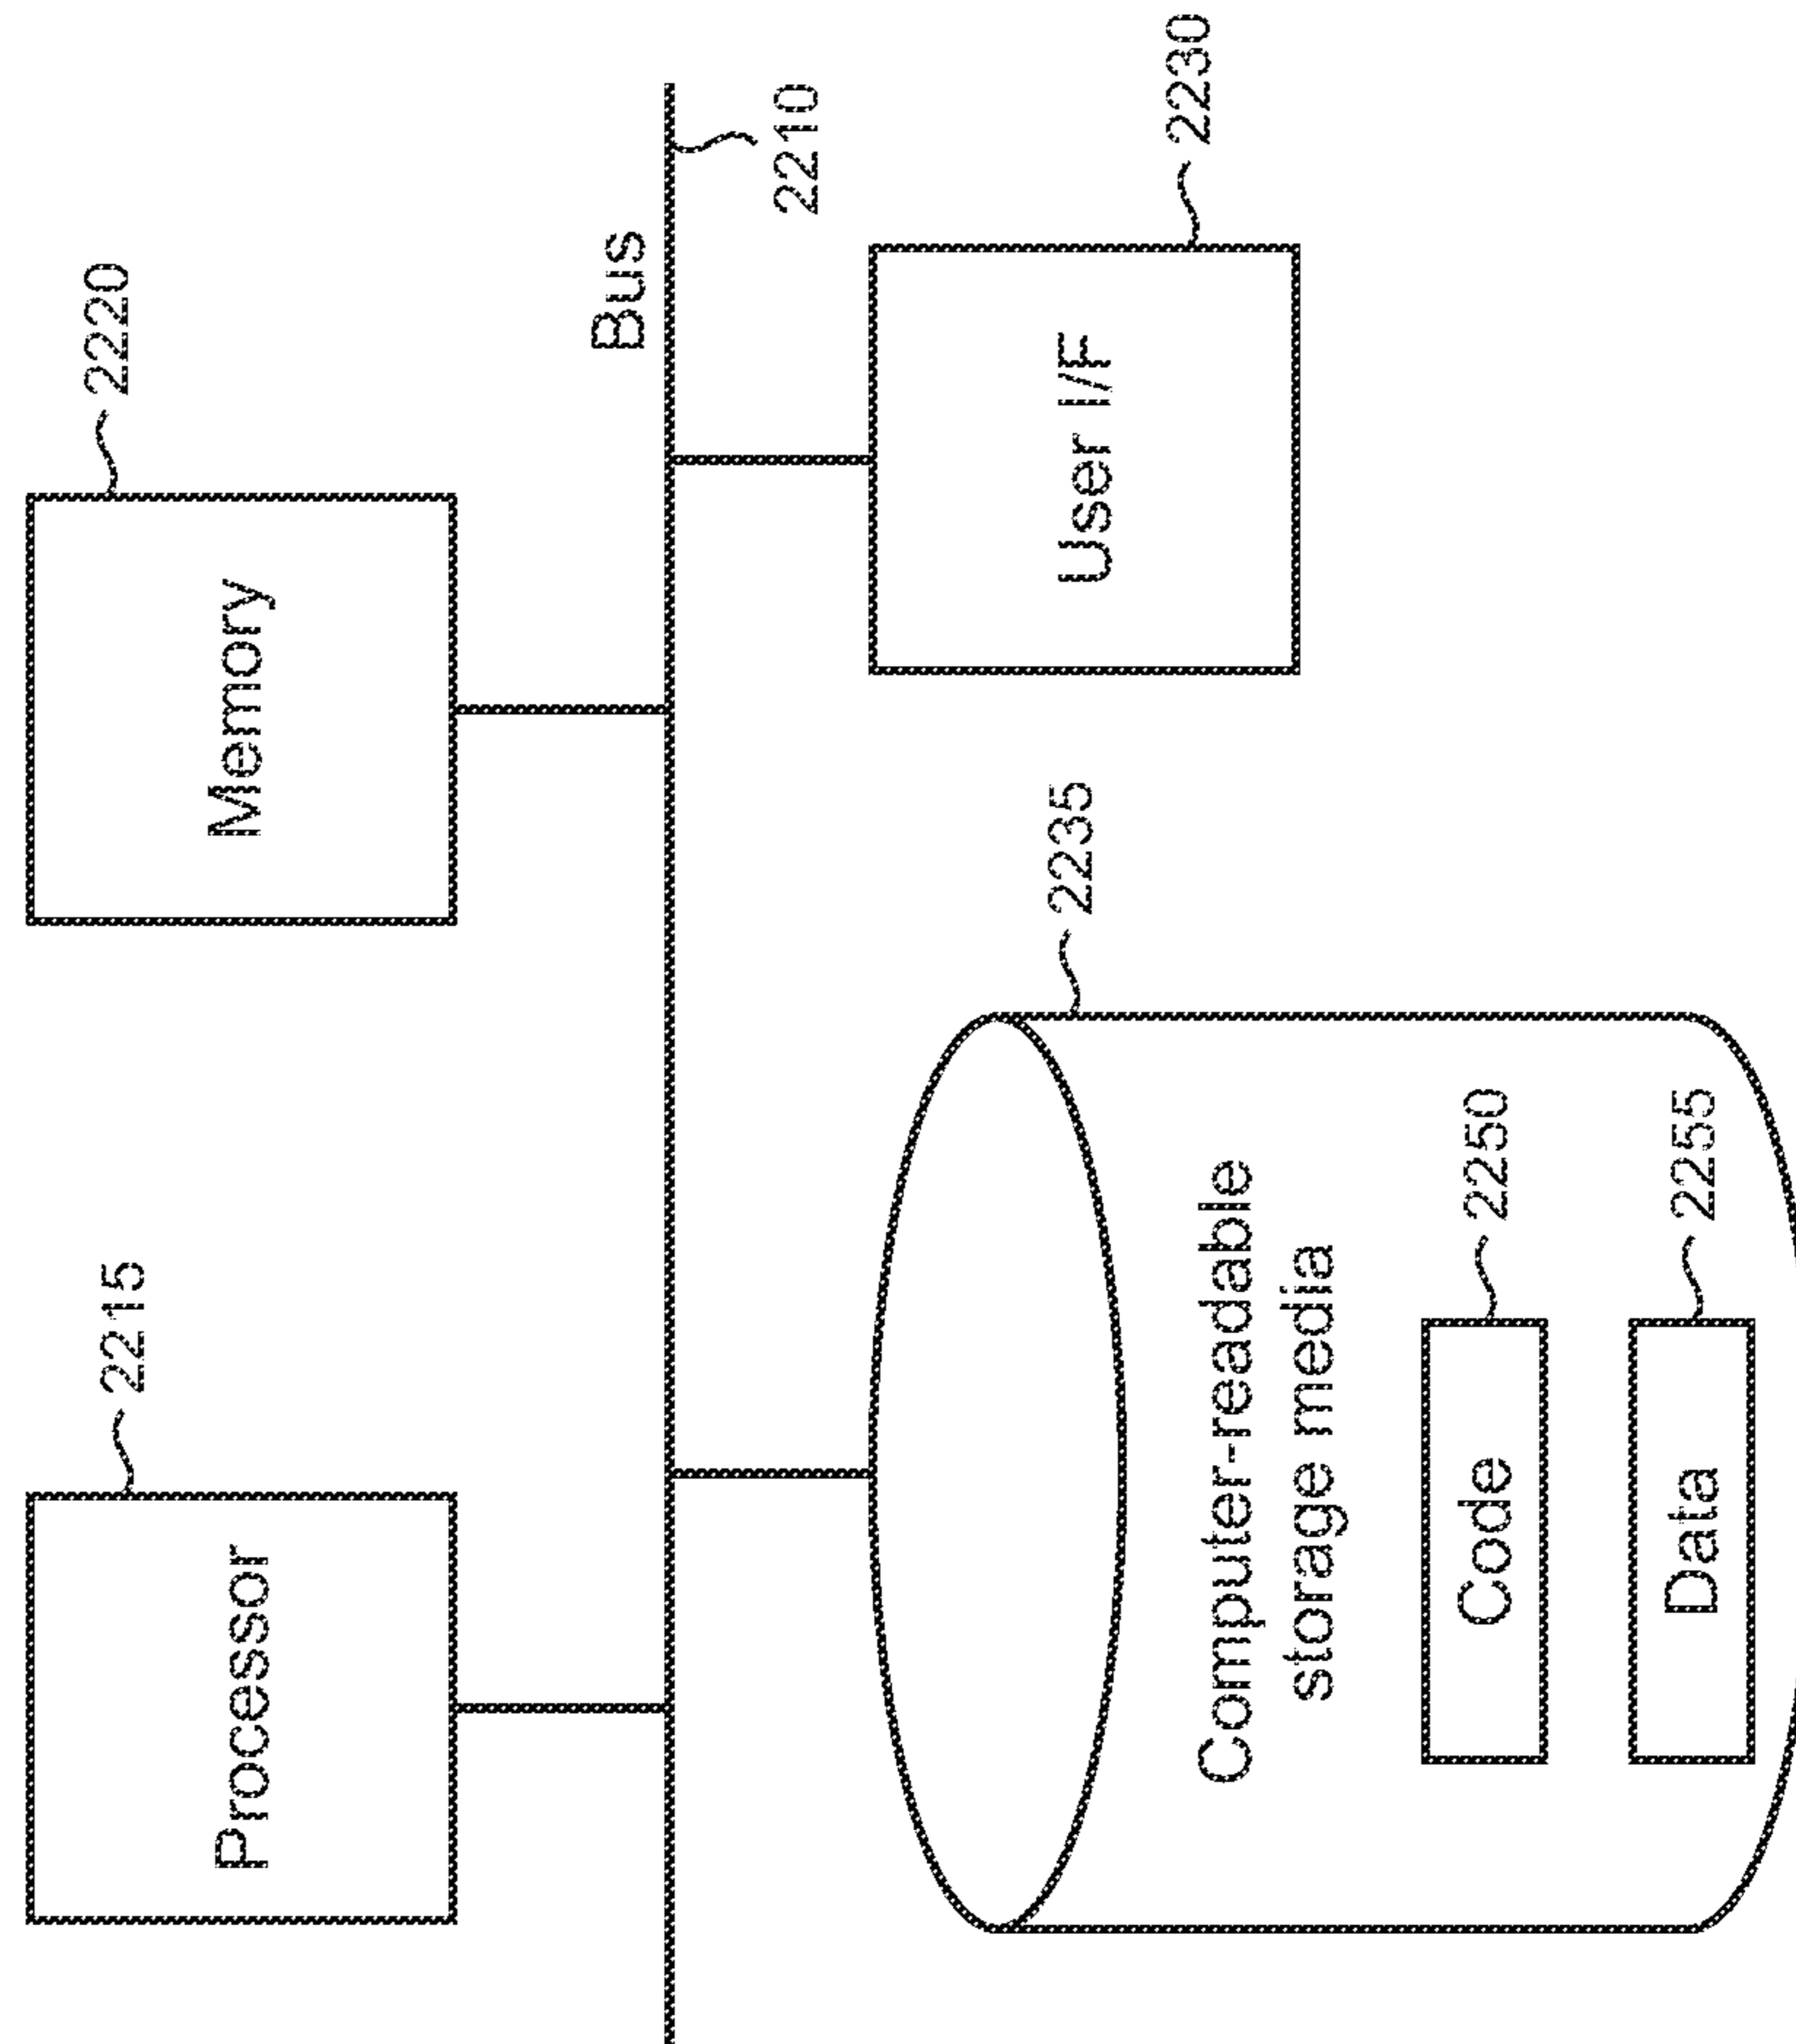 Processor
2215
Memory
2220
Bus
2210
Computer-readable
storage media
2235
Code
2250
Data
2255
User I/F
2230